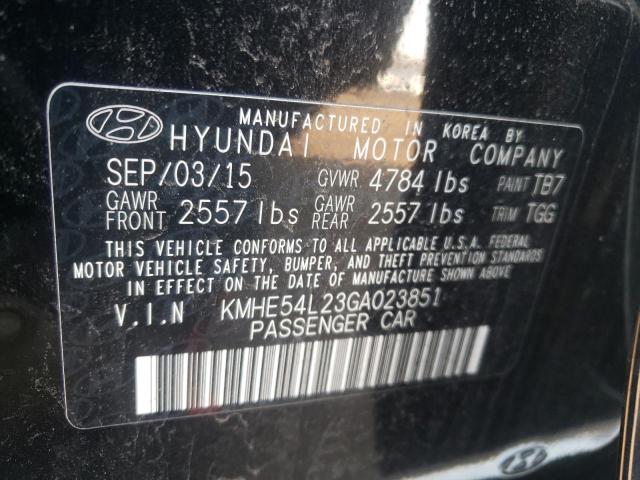 MANUFACTURED IN KOREA BY
HYUNDAI MOTOR COMPANY
SEP/03/15 GVWR 4784 lbs PAINT TB7
GAWR FRONT 2557 lbs GAWR REAR 2557 lbs TRIM TGG
THIS VEHICLE CONFORMS TO ALL APPLICABLE U.S.A. FEDERAL
MOTOR VEHICLE SAFETY, BUMPER, AND THEFT PREVENTION STANDARDS
IN EFFECT ON THE DATE OF MANUFACTURE SHOWN ABOVE
V.I.N KMHE54L23GA023851
PASSENGER CAR